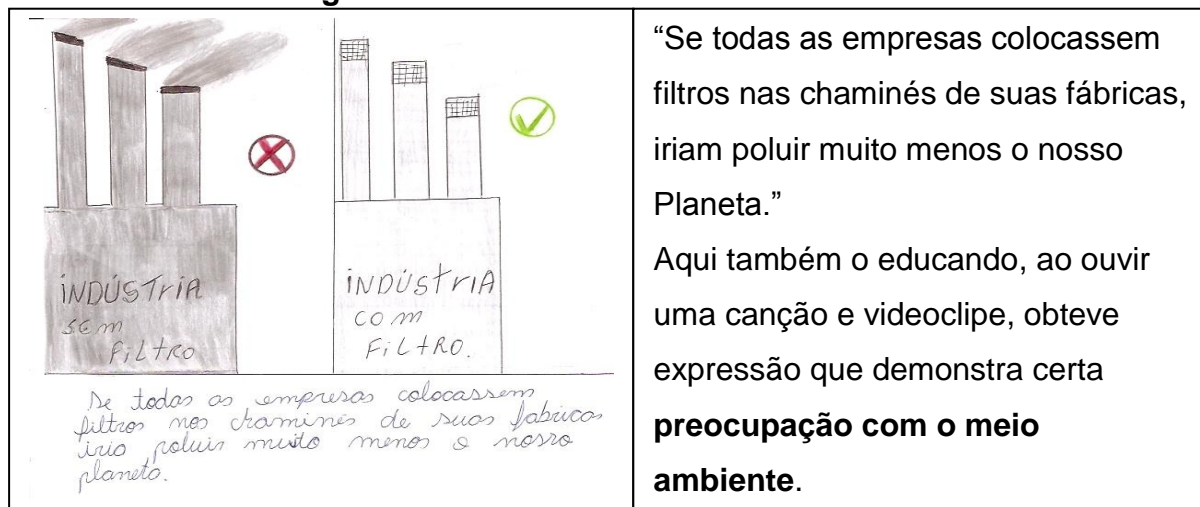 INDÚSTRIA
SEM
FILTRO
INDÚSTRIA
COM
FILTRO.
Se todas as empresas colocassem
filtros nas chaminés de suas fabricas
iria poluir muito menos o nosso
planeta.
“Se todas as empresas colocassem
filtros nas chaminés de suas fábricas,
iriam poluir muito menos o nosso
Planeta.”
Aqui também o educando, ao ouvir
uma canção e videoclipe, obteve
expressão que demonstra certa
preocupação com o meio
ambiente.